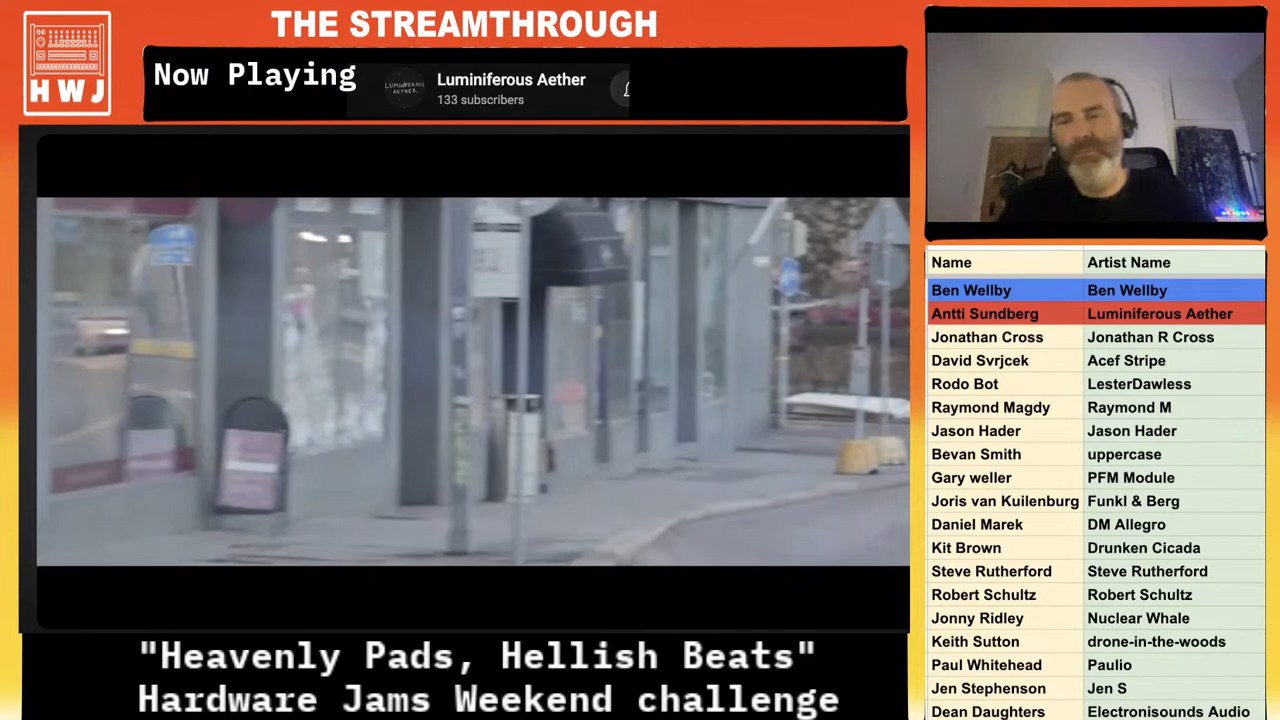 THE STREAMTHROUGH
HWJ
Now Playing
LUMINIFEROUS
AETHER
Luminiferous Aether
133 subscribers
Name Artist Name
Ben Wellby Ben Wellby
Antti Sundberg Luminiferous Aether
Jonathan Cross Jonathan R Cross
David Svrjcek Acef Stripe
Rodo Bot LesterDawless
Raymond Magdy Raymond M
Jason Hader Jason Hader
Bevan Smith uppercase
Gary weller PFM Module
Joris van Kuilenburg Funkl & Berg
Daniel Marek DM Allegro
Kit Brown Drunken Cicada
Steve Rutherford Steve Rutherford
Robert Schultz Robert Schultz
Jonny Ridley Nuclear Whale
Keith Sutton drone-in-the-woods
Paul Whitehead Paulio
Jen Stephenson Jen S
Dean Daughters Electronisounds Audio
"Heavenly Pads, Hellish Beats"
Hardware Jams Weekend challenge